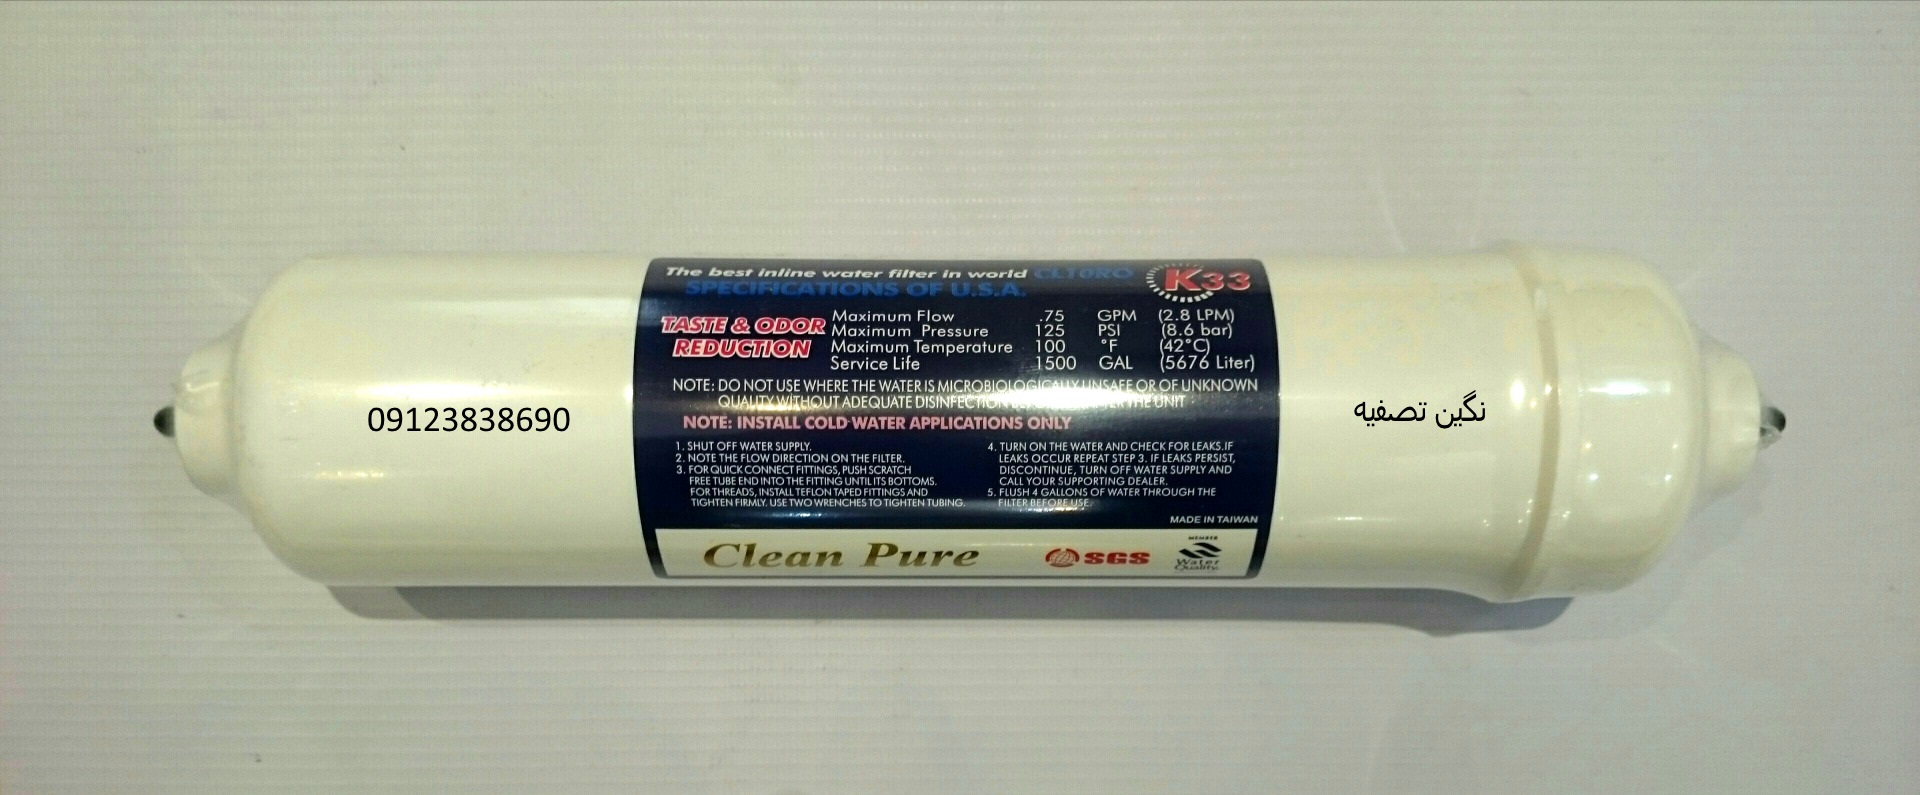 The best inline water filter in world CL10RO K33
SPECIFICATIONS OF U.S.A.
TASTE & ODOR
REDUCTION
Maximum Flow .75 GPM (2.8 LPM)
Maximum Pressure 125 PSI (8.6 bar)
Maximum Temperature 100 °F (42°C)
Service Life 1500 GAL (5676 Liter)
NOTE: DO NOT USE WHERE THE WATER IS MICROBIOLOGICALLY UNSAFE OR OF UNKNOWN
QUALITY WITHOUT ADEQUATE DISINFECTION THE UNIT
NOTE: INSTALL COLD WATER APPLICATIONS ONLY
1. SHUT OFF WATER SUPPLY.
2. NOTE THE FLOW DIRECTION ON THE FILTER.
3. FOR QUICK CONNECT FITTINGS, PUSH SCRATCH
FREE TUBE END INTO THE FITTING UNTIL ITS BOTTOMS.
FOR THREADS, INSTALL TEFLON TAPED FITTINGS AND
TIGHTEN FIRMLY. USE TWO WRENCHES TO TIGHTEN TUBING.
4. TURN ON THE WATER AND CHECK FOR LEAKS.IF
LEAKS OCCUR REPEAT STEP 3. IF LEAKS PERSIST,
DISCONTINUE, TURN OFF WATER SUPPLY AND
CALL YOUR SUPPORTING DEALER.
5. FLUSH 4 GALLONS OF WATER THROUGH THE
FILTER BEFORE USE.
MADE IN TAIWAN
Clean Pure
SGS
MEMBER
Water
Quality
09123838690
نگین تصفیه